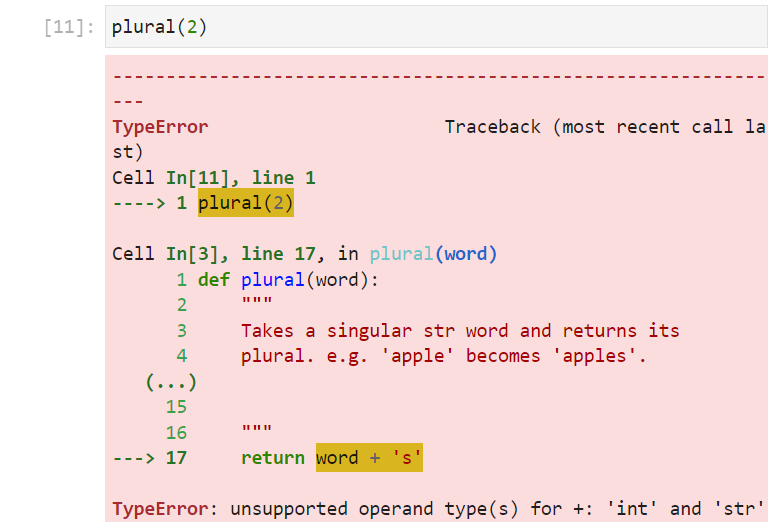 [11]: plural(2)
---------------------------------------------------------------------------
TypeError                      Traceback (most recent call la
st)
Cell In[11], line 1
----> 1 plural(2)
Cell In[3], line 17, in plural(word)
1 def plural(word):
2 """
3 Takes a singular str word and returns its
4 plural. e.g. 'apple' becomes 'apples'.
(...)
15
16 """
---> 17 return word + 's'
TypeError: unsupported operand type(s) for +: 'int' and 'str'